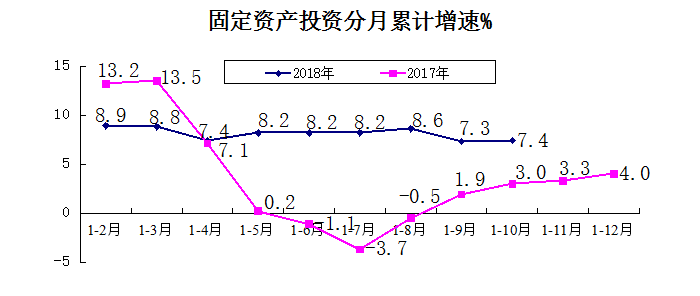 固定资产投资分月累计增速%
15
10
5
0
-5
2018年
2017年
13.2
13.5
8.9
8.8
7.4
7.1
8.2
8.2
8.2
8.6
7.3
7.4
0.2
-1.1
-3.7
-0.5
1.9
3.0
3.3
4.0
1-2月
1-3月
1-4月
1-5月
1-6月
1-7月
1-8月
1-9月
1-10月
1-11月
1-12月